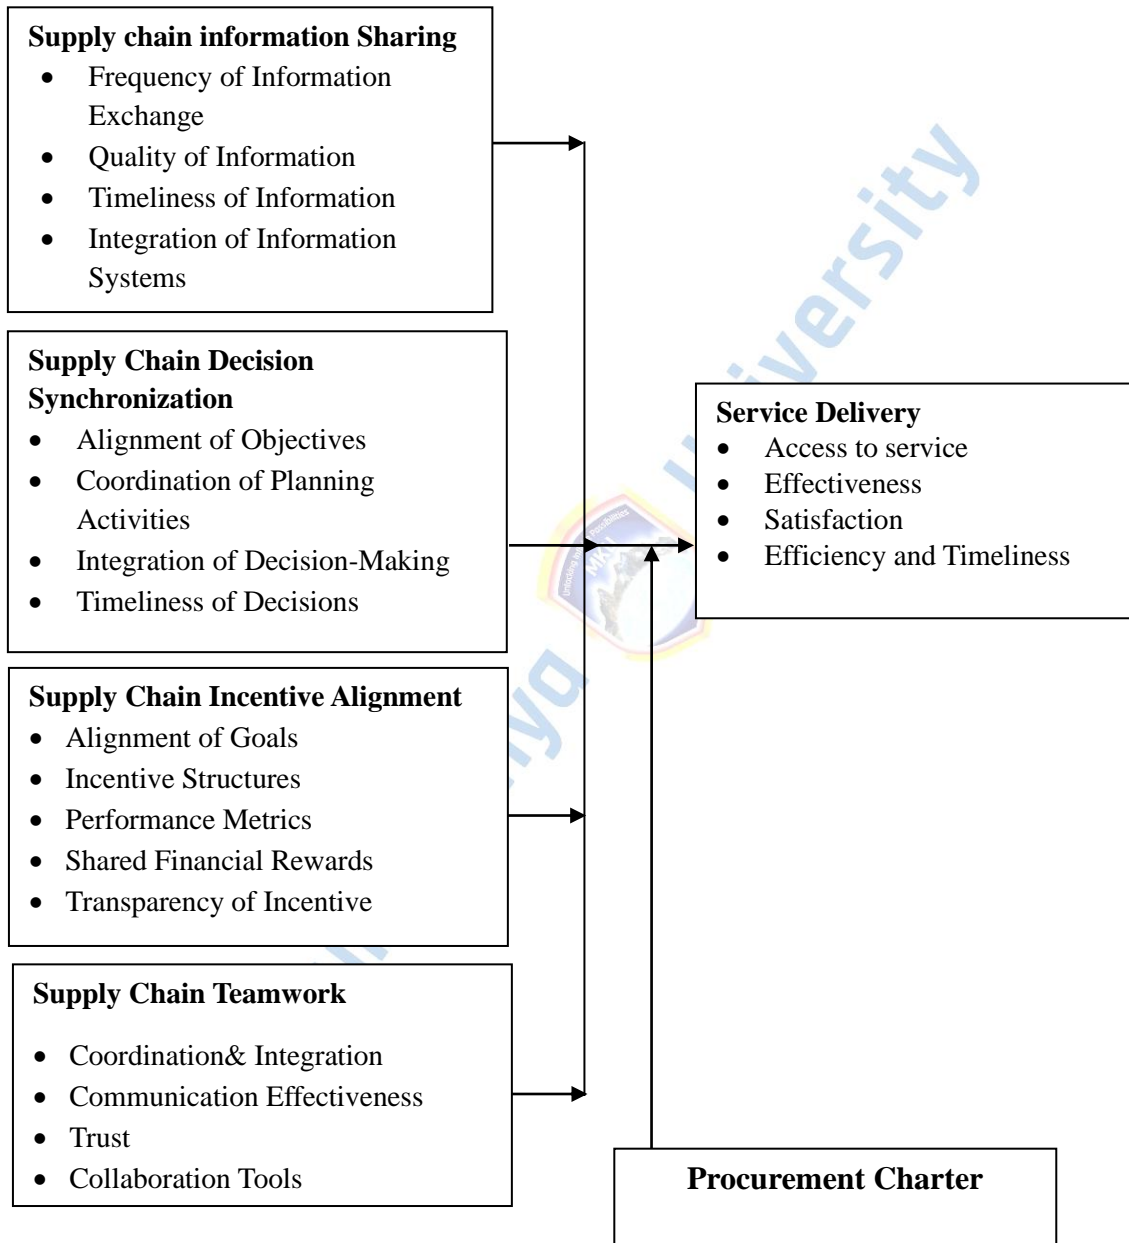 Supply chain information Sharing
• Frequency of Information
Exchange
• Quality of Information
• Timeliness of Information
• Integration of Information
Systems
Supply Chain Decision
Synchronization
• Alignment of Objectives
• Coordination of Planning
Activities
• Integration of Decision-Making
• Timeliness of Decisions
Supply Chain Incentive Alignment
• Alignment of Goals
• Incentive Structures
• Performance Metrics
• Shared Financial Rewards
• Transparency of Incentive
Supply Chain Teamwork
• Coordination& Integration
• Communication Effectiveness
• Trust
• Collaboration Tools
Service Delivery
• Access to service
• Effectiveness
• Satisfaction
• Efficiency and Timeliness
Procurement Charter
University
MKU
Possibilities